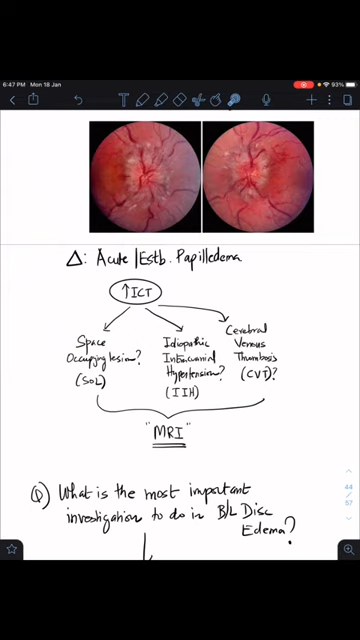 6:47 PM Mon 18 Jan
93%
Δ: Acute/Estb. Papilledema
↑ICT
Space
Occupying lesion?
(SOL)
Idiopathic
Intracranial
Hypertension?
(IIH)
Cerebral
Venous
Thrombosis
(CVT)?
"MRI"
Q) What is the most important
investigation to do in B/L Disc
Edema?
44
/
57